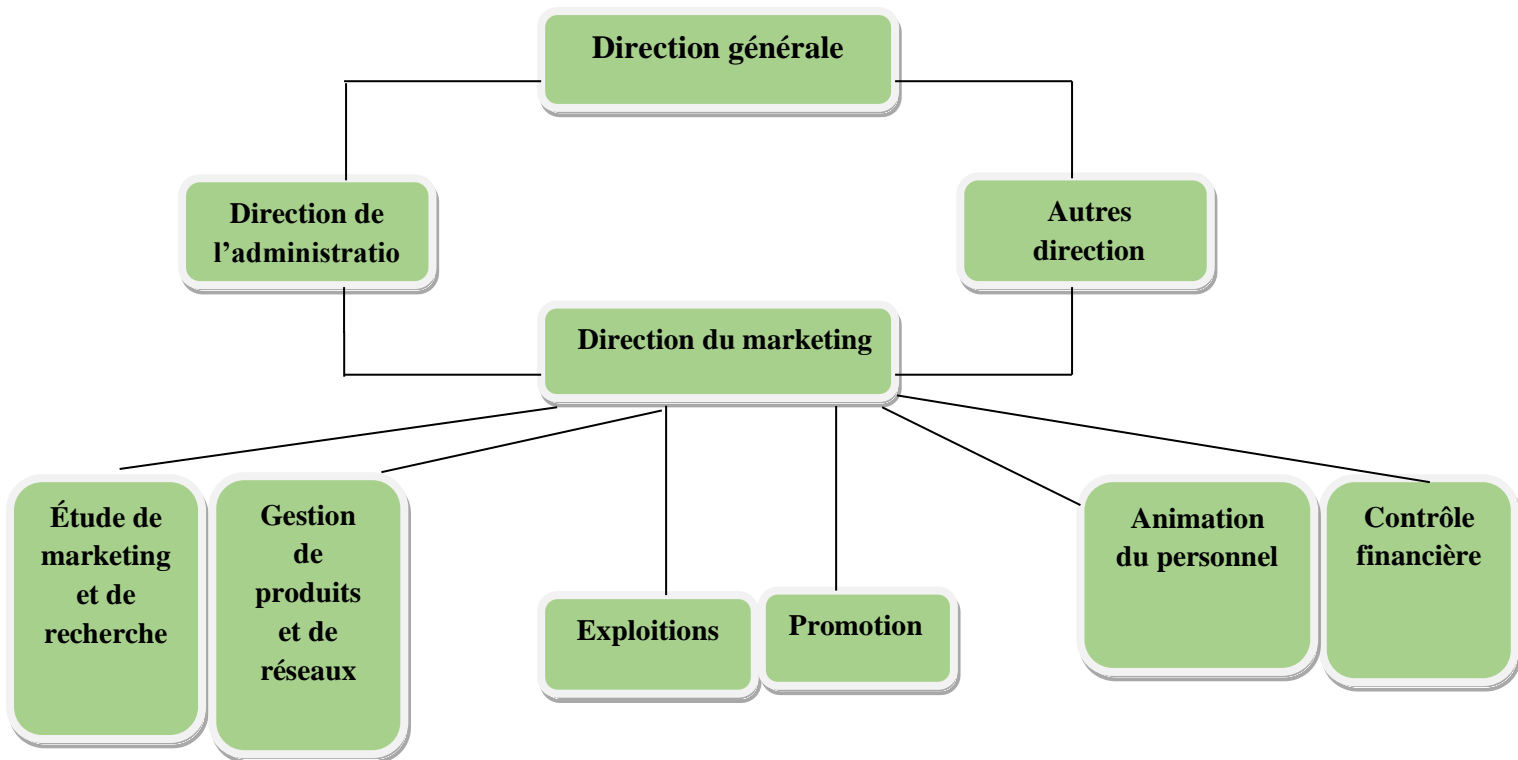 Direction générale
Direction de
l’administratio
Autres
direction
Direction du marketing
Étude de
marketing
et de
recherche
Gestion
de
produits
et de
réseaux
Exploitions
Promotion
Animation
du personnel
Contrôle
financière